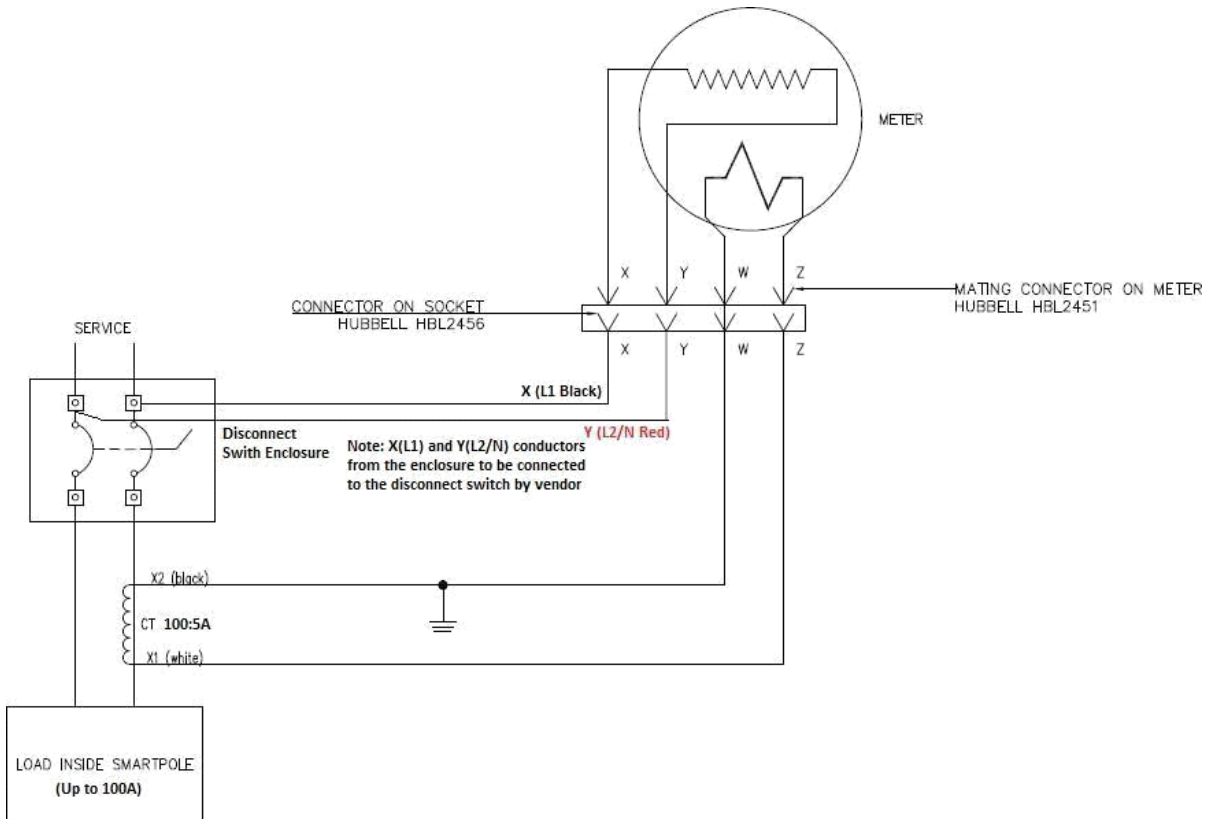 METER
X Y W Z
MATING CONNECTOR ON METER
HUBBELL HBL2451
CONNECTOR ON SOCKET
HUBBELL HBL2456
SERVICE
X Y W Z
X (L1 Black)
Y (L2/N Red)
Disconnect
Swith Enclosure
Note: X(L1) and Y(L2/N) conductors
from the enclosure to be connected
to the disconnect switch by vendor
X2 (black)
CT 100:5A
X1 (white)
LOAD INSIDE SMARTPOLE
(Up to 100A)